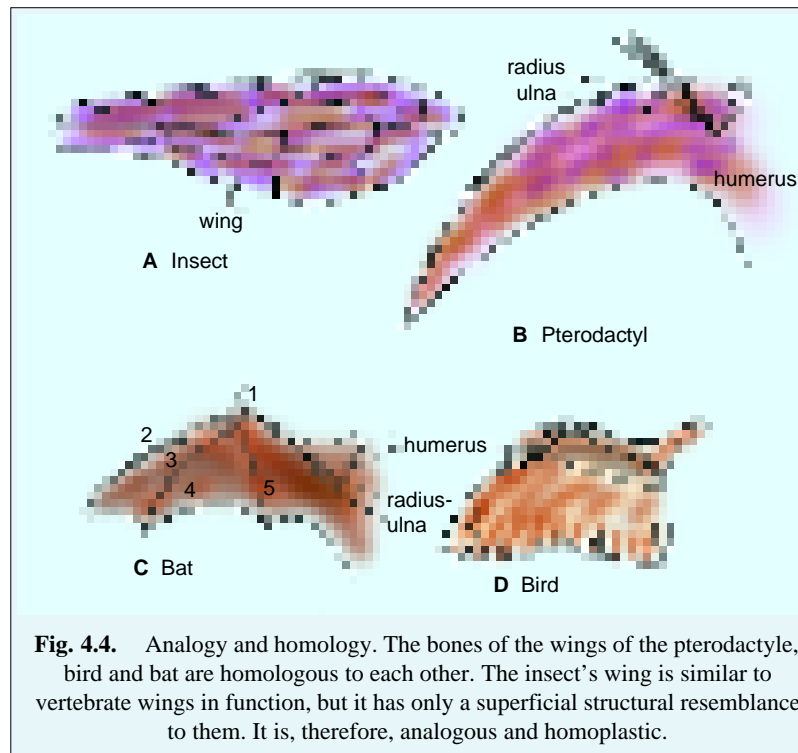 radius
ulna
humerus
wing
A Insect
B Pterodactyl
1
2
3
4
5
humerus
radius-
ulna
C Bat
D Bird
Fig. 4.4. Analogy and homology. The bones of the wings of the pterodactyle,
bird and bat are homologous to each other. The insect's wing is similar to
vertebrate wings in function, but it has only a superficial structural resemblance
to them. It is, therefore, analogous and homoplastic.